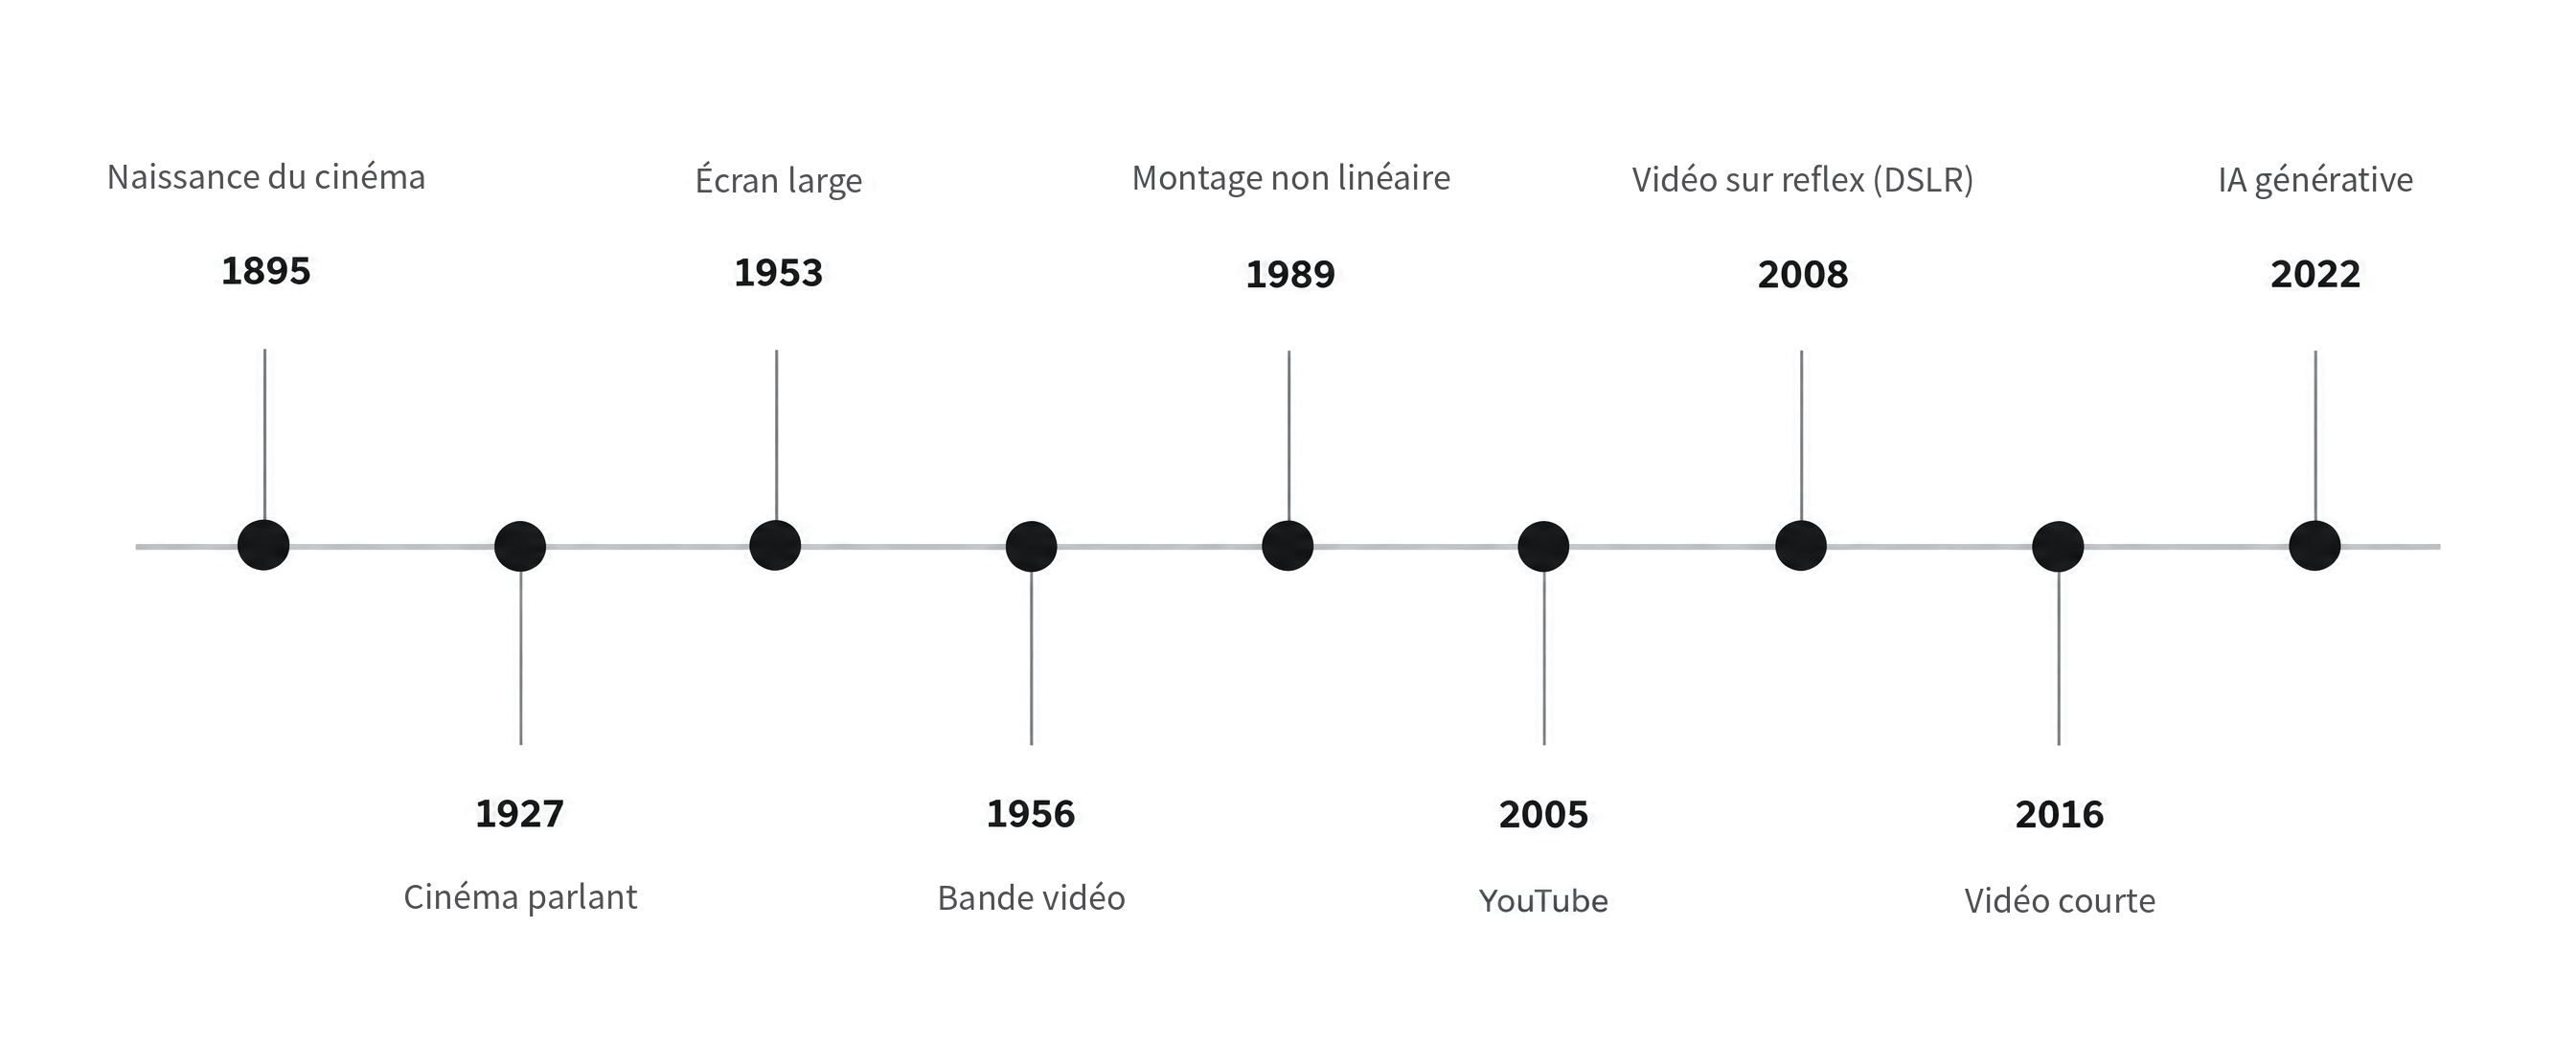 Naissance du cinéma
1895
Écran large
1953
Montage non linéaire
1989
Vidéo sur reflex (DSLR)
2008
IA générative
2022
1927
Cinéma parlant
1956
Bande vidéo
2005
YouTube
2016
Vidéo courte